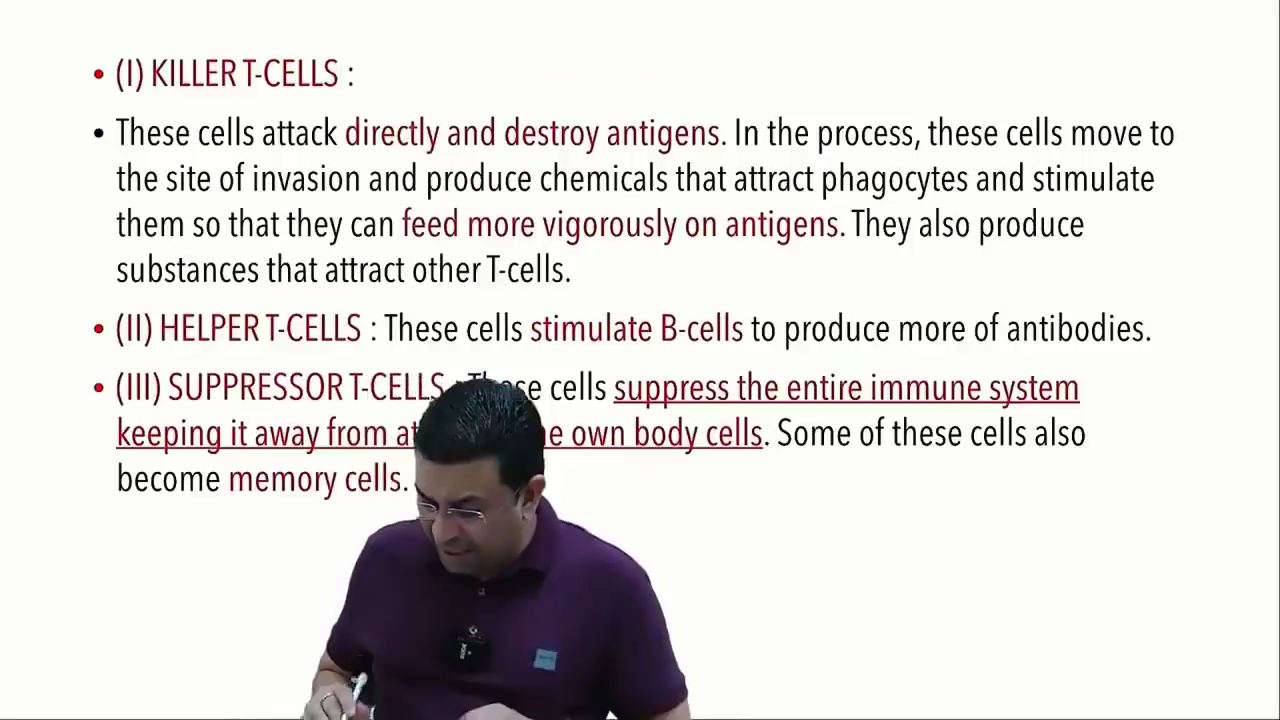 • (I) KILLER T-CELLS :
• These cells attack directly and destroy antigens. In the process, these cells move to
the site of invasion and produce chemicals that attract phagocytes and stimulate
them so that they can feed more vigorously on antigens. They also produce
substances that attract other T-cells.
• (II) HELPER T-CELLS : These cells stimulate B-cells to produce more of antibodies.
• (III) SUPPRESSOR T-CELLS : These cells suppress the entire immune system
keeping it away from own body cells. Some of these cells also
become memory cells.